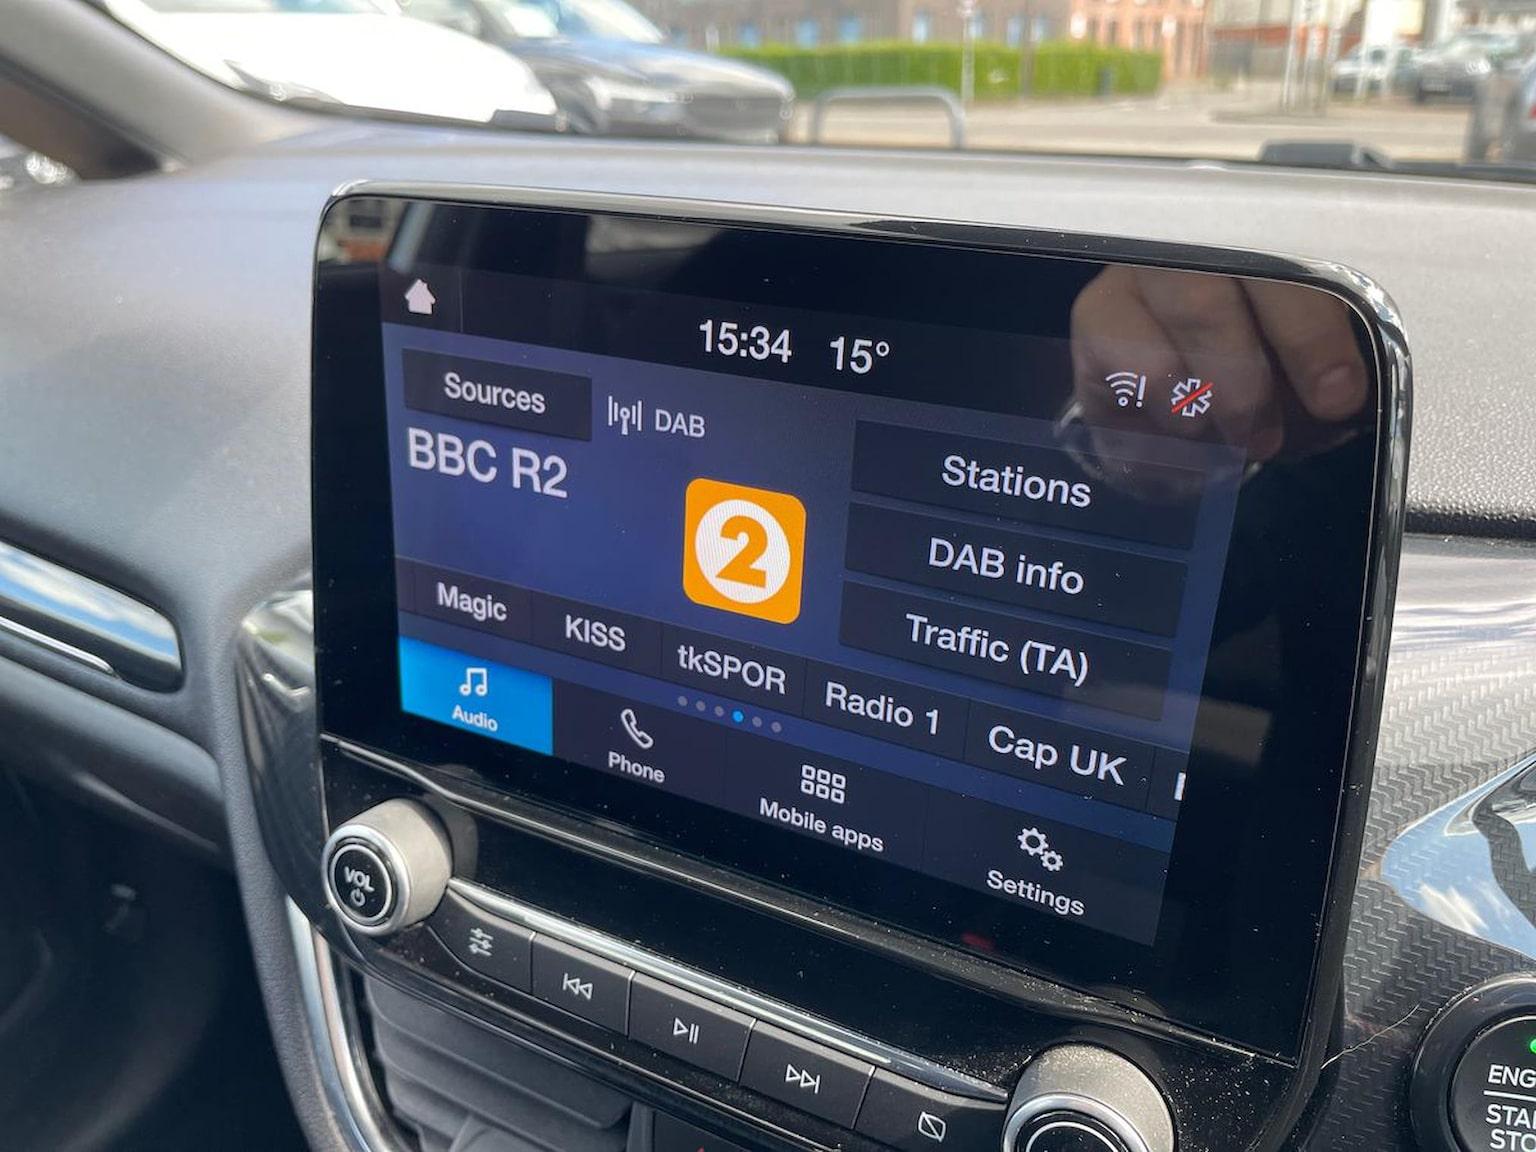 15:34 15°
Sources
DAB
BBC R2
2
Stations
DAB info
Traffic (TA)
Magic
KISS
tkSPOR
Radio 1
Cap UK
Audio
Phone
Mobile apps
Settings
VOL